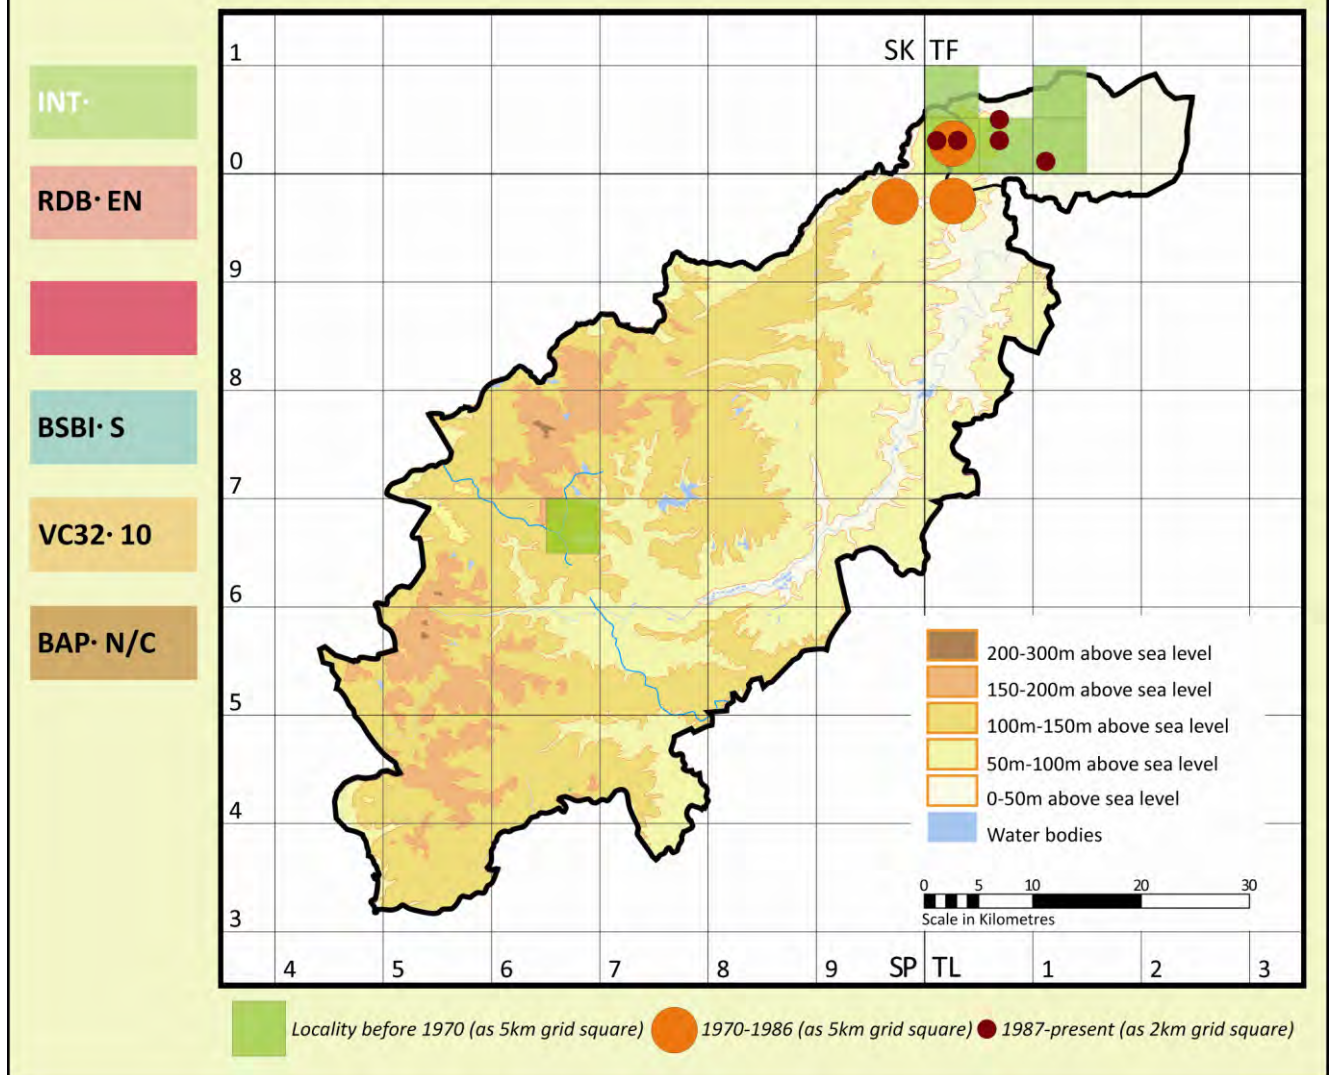 INT·
RDB· EN
BSBI· S
VC32· 10
BAP· N/C
SK TF
1
0
9
8
7
6
5
4
3
4 5 6 7 8 9 SP TL 1 2 3
200-300m above sea level
150-200m above sea level
100m-150m above sea level
50m-100m above sea level
0-50m above sea level
Water bodies
0 5 10 20 30
Scale in Kilometres
Locality before 1970 (as 5km grid square) 1970-1986 (as 5km grid square) 1987-present (as 2km grid square)